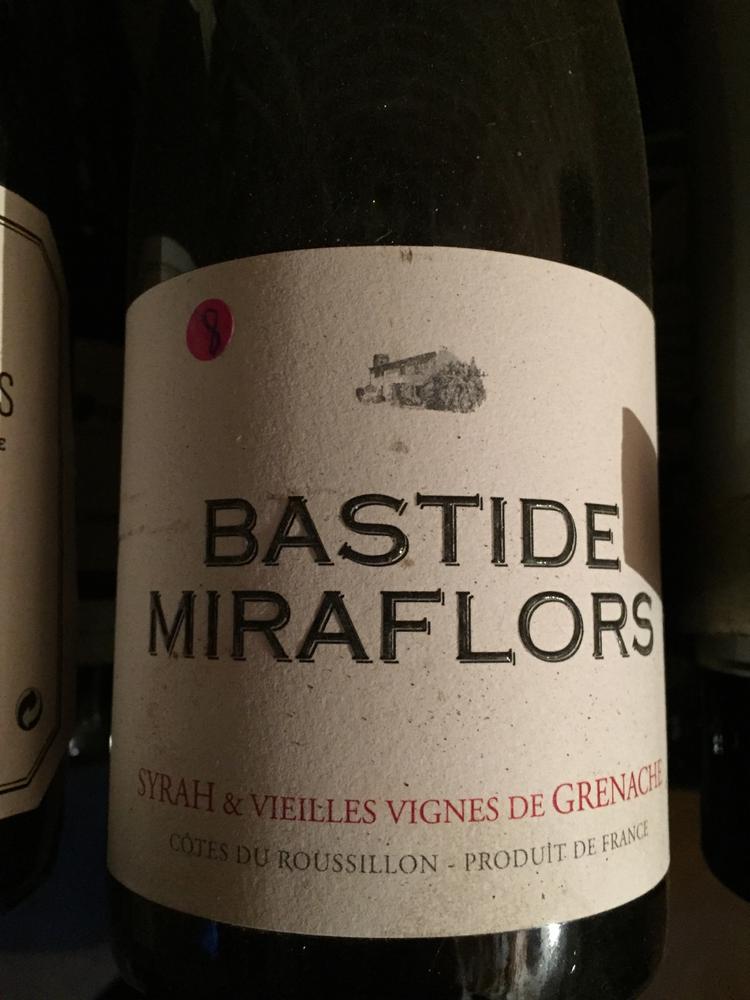 8
BASTIDE
MIRAFLORS
SYRAH & VIEILLES VIGNES DE GRENACHE
CÔTES DU ROUSSILLON - PRODUIT DE FRANCE